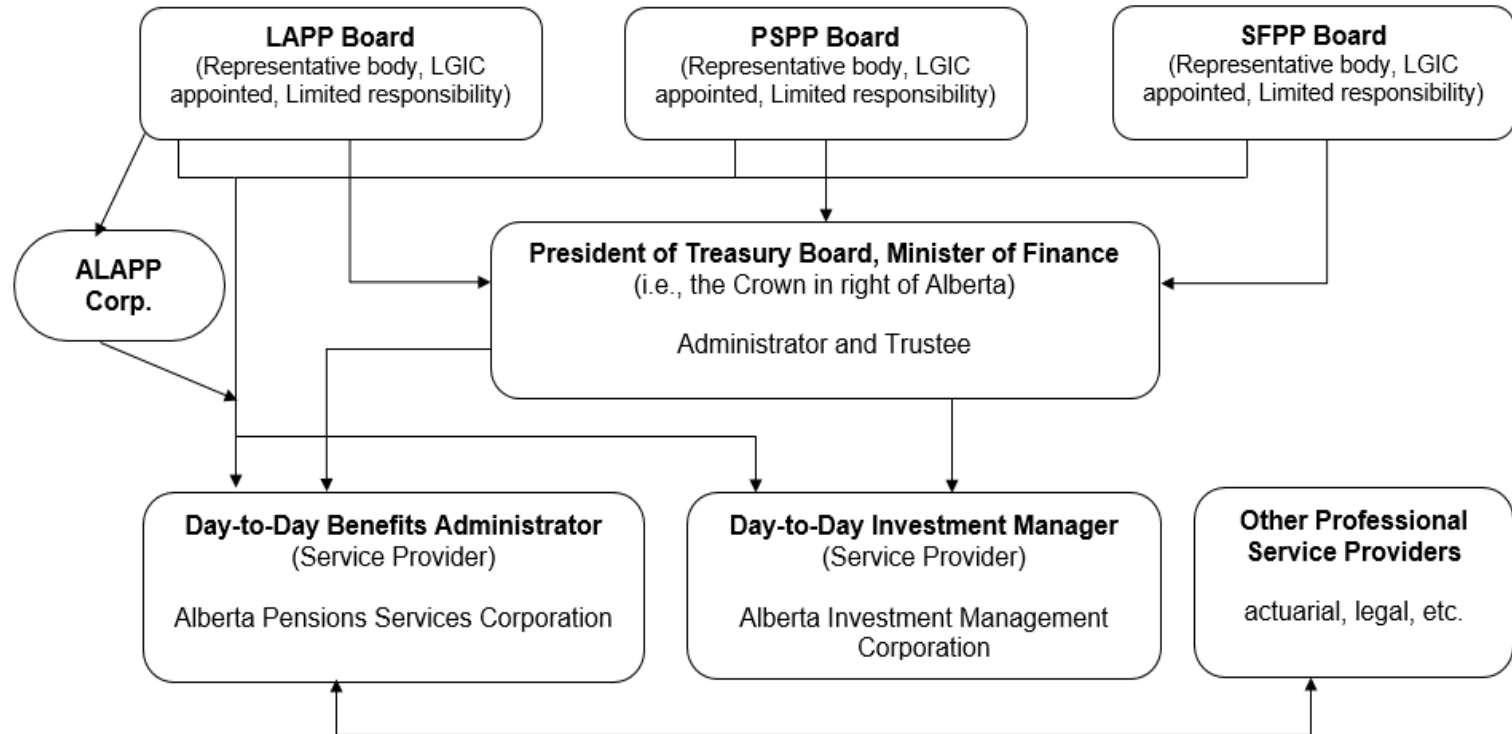 LAPP Board
(Representative body, LGIC
appointed, Limited responsibility)
PSPP Board
(Representative body, LGIC
appointed, Limited responsibility)
SFPP Board
(Representative body, LGIC
appointed, Limited responsibility)
ALAPP
Corp.
President of Treasury Board, Minister of Finance
(i.e., the Crown in right of Alberta)
Administrator and Trustee
Day-to-Day Benefits Administrator
(Service Provider)
Alberta Pensions Services Corporation
Day-to-Day Investment Manager
(Service Provider)
Alberta Investment Management
Corporation
Other Professional
Service Providers
actuarial, legal, etc.